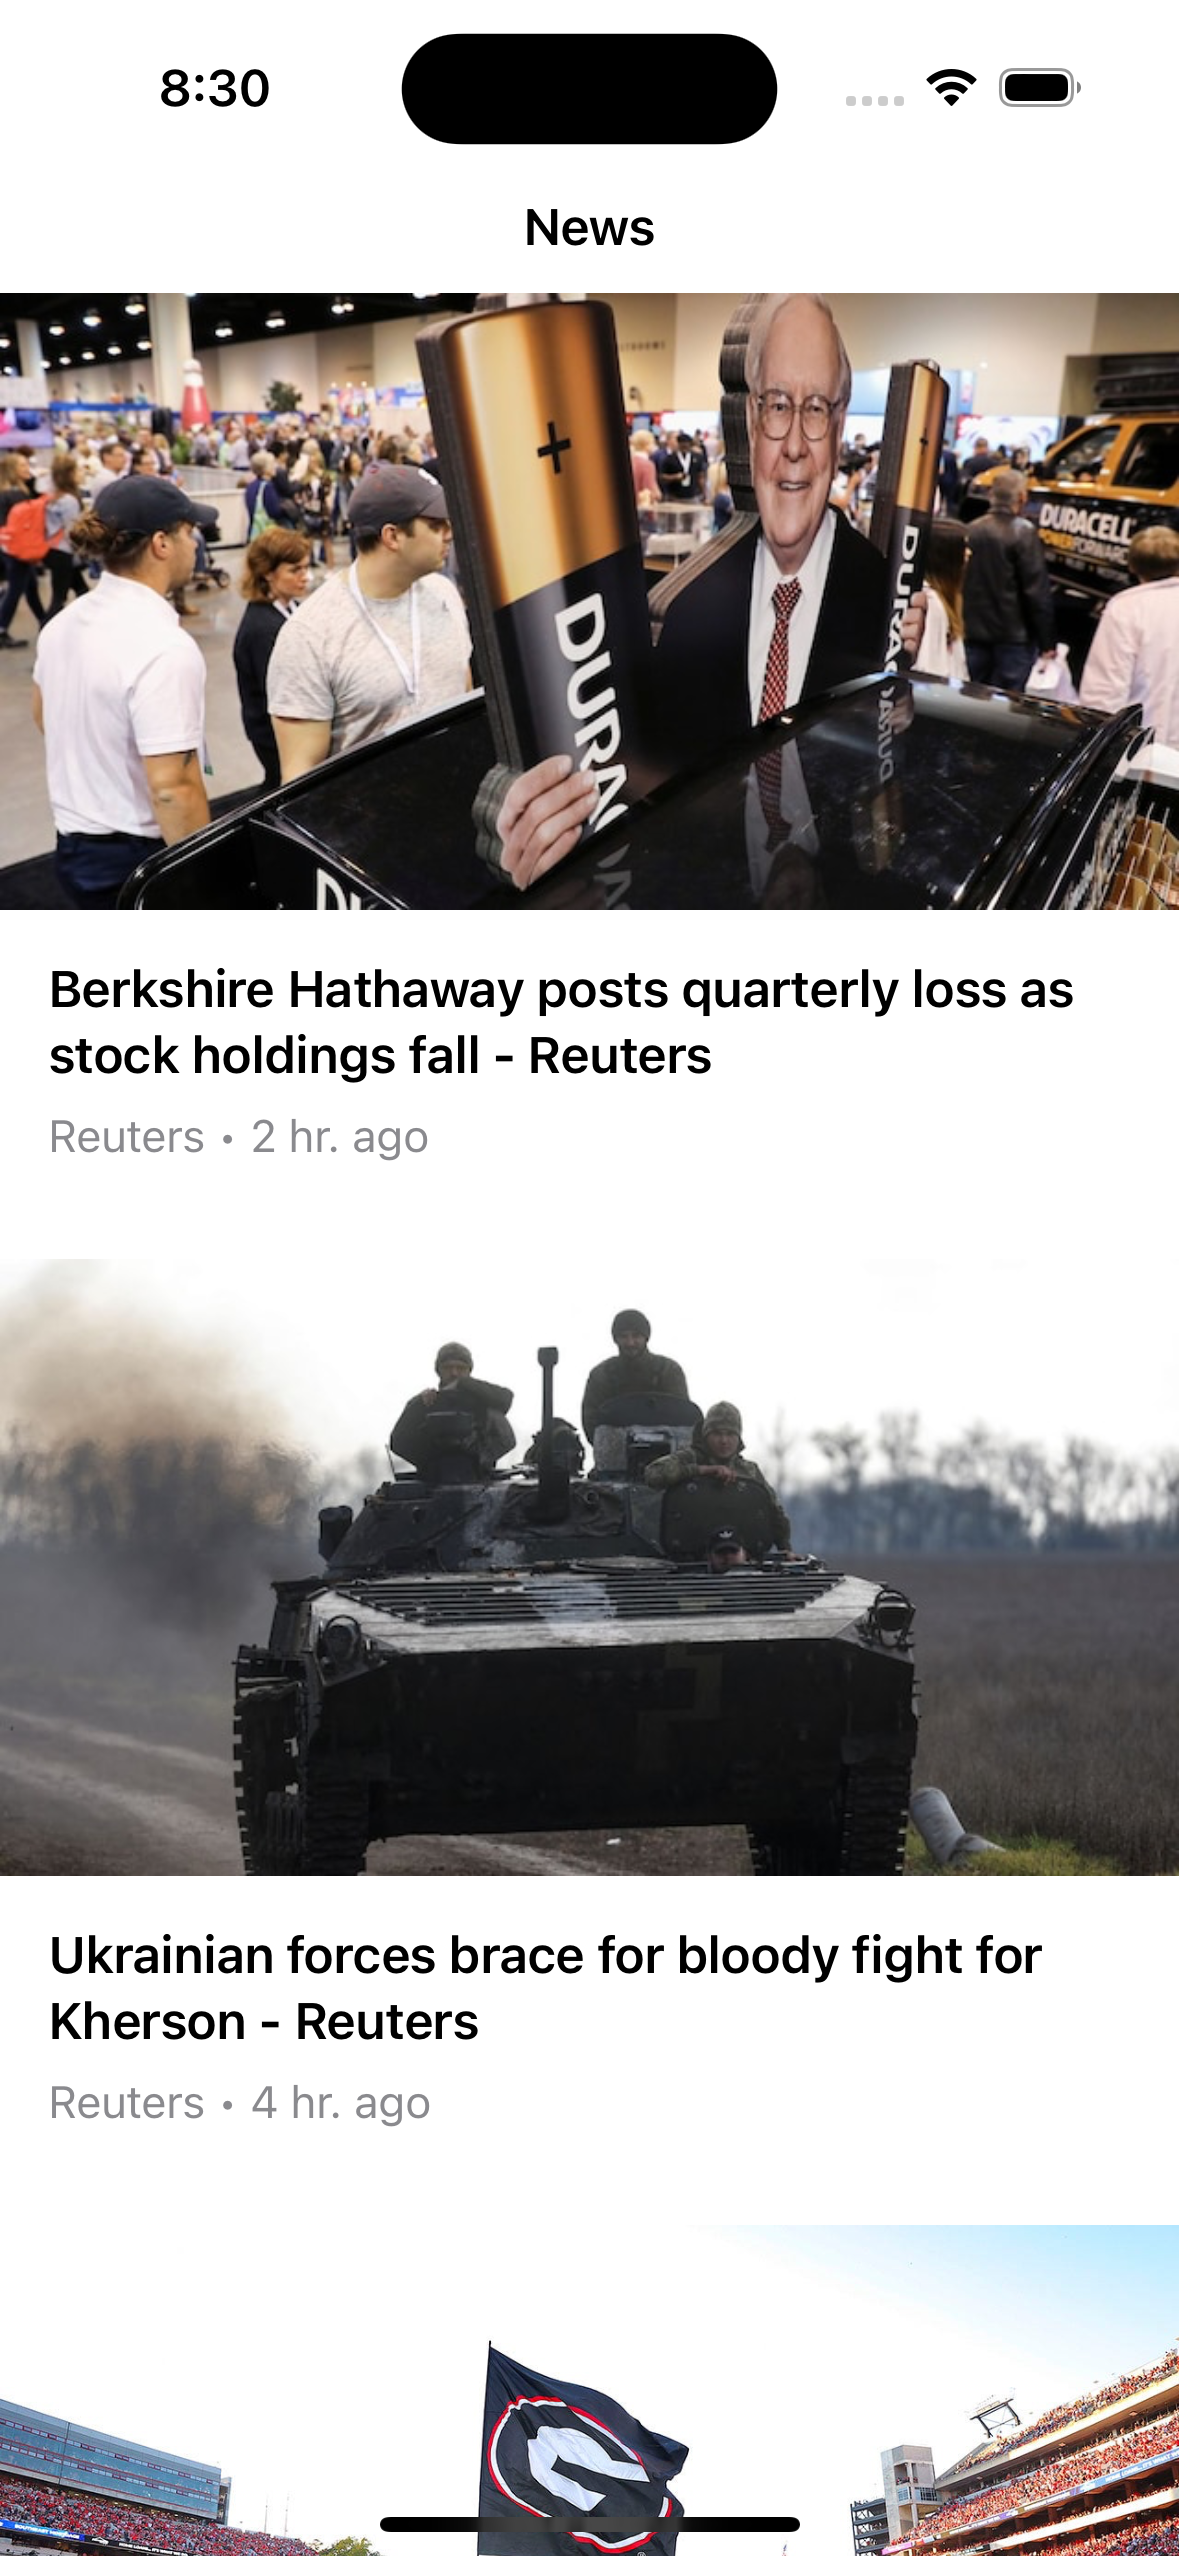 8:30
News
+
DURA
DURAC
DURACELL
Berkshire Hathaway posts quarterly loss as
stock holdings fall - Reuters
Reuters • 2 hr. ago
Ukrainian forces brace for bloody fight for
Kherson - Reuters
Reuters • 4 hr. ago
G